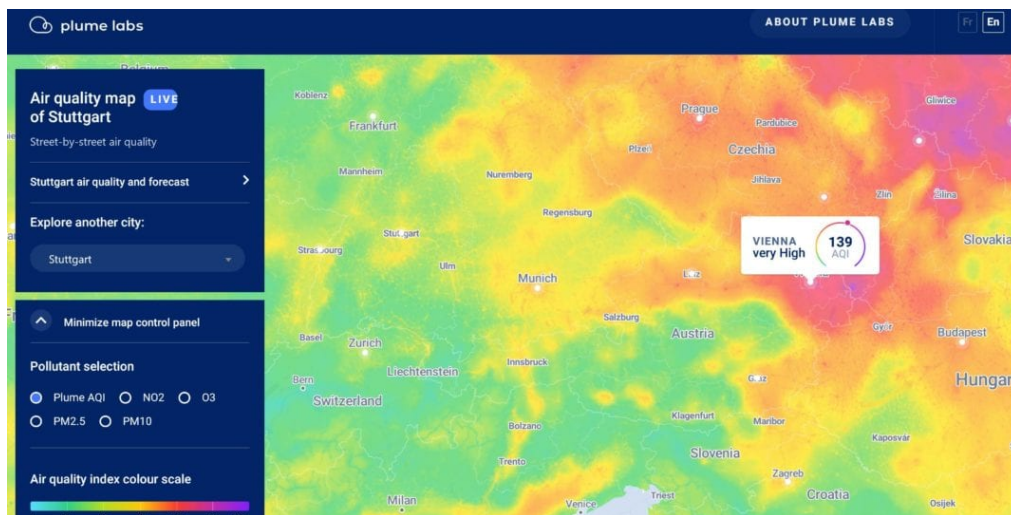 plume labs
ABOUT PLUME LABS
Fr
En
Air quality map LIVE
of Stuttgart
Street-by-street air quality
Stuttgart air quality and forecast
Explore another city:
Stuttgart
Minimize map control panel
Pollutant selection
Plume AQI NO2 O3
PM2.5 PM10
Air quality index colour scale
Belgium
Koblenz
Frankfurt
Prague
Pardubice
Gliwice
Plzeň
Czechia
Mannheim
Nuremberg
Jihlava
Zlín
Žilina
Regensburg
Stuttgart
VIENNA 139
very High AQI
Slovakia
Strasbourg
Ulm
Munich
Linz
Salzburg
Austria
Győr
Budapest
Basel
Zürich
Innsbruck
Liechtenstein
Graz
Hungar
Bern
Switzerland
Bolzano
Klagenfurt
Maribor
Kaposvár
Slovenia
Trento
Zagreb
Milan
Venice
Triest
Croatia
Osijek